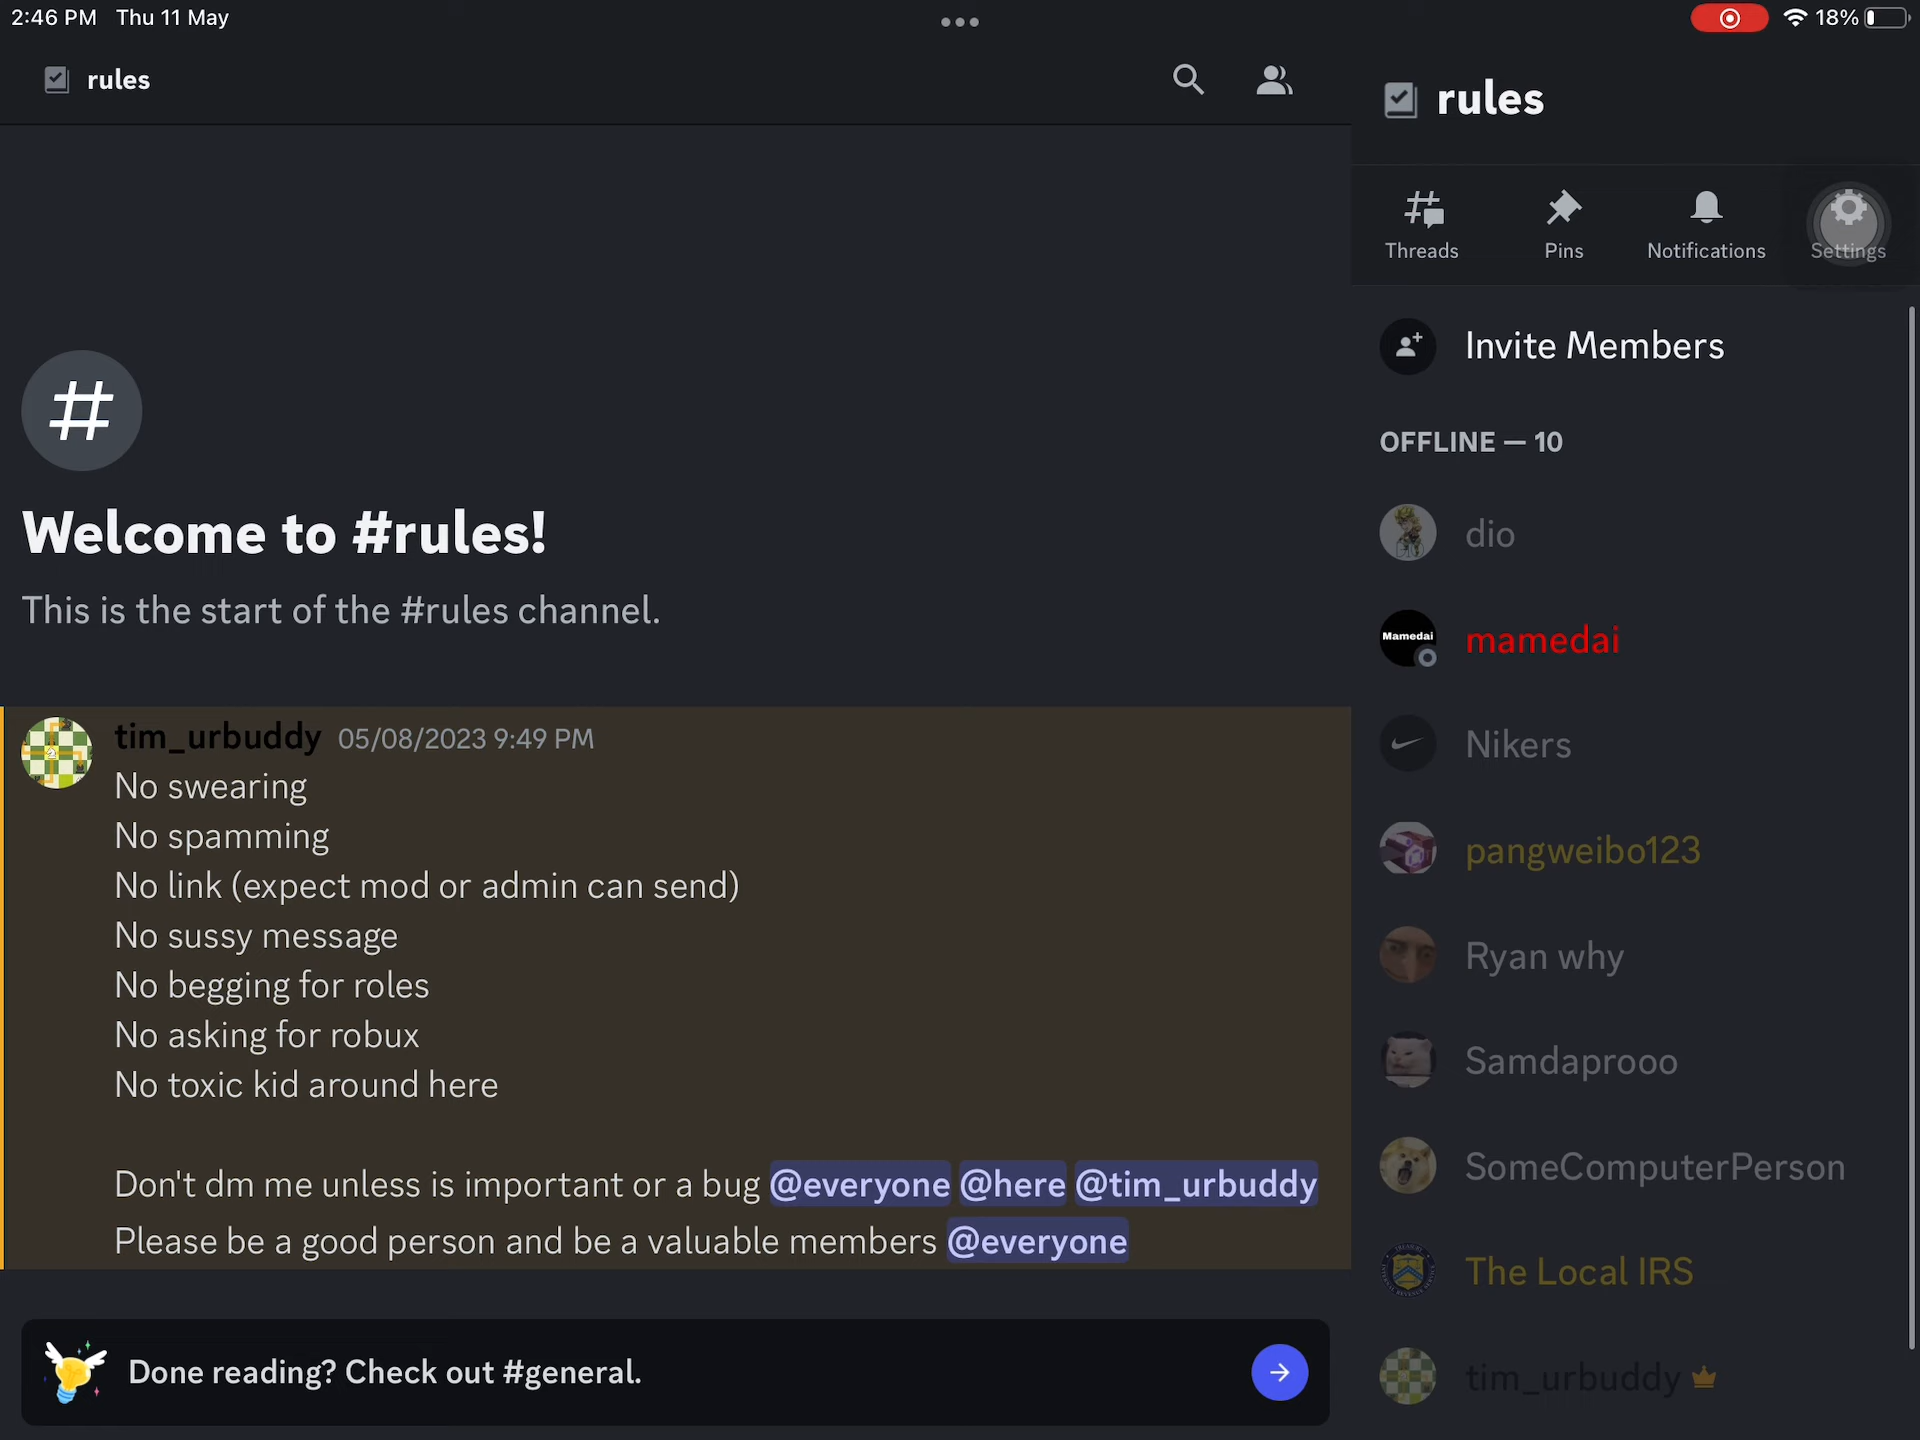 2:46 PM Thu 11 May
18%
rules
rules
Threads
Pins
Notifications
Settings
Invite Members
OFFLINE — 10
dio
Mamedai
mamedai
Nikers
pangweibo123
Ryan why
Samdaprooo
SomeComputerPerson
The Local IRS
tim_urbuddy
#
Welcome to #rules!
This is the start of the #rules channel.
tim_urbuddy 05/08/2023 9:49 PM
No swearing
No spamming
No link (expect mod or admin can send)
No sussy message
No begging for roles
No asking for robux
No toxic kid around here
Don't dm me unless is important or a bug @everyone @here @tim_urbuddy
Please be a good person and be a valuable members @everyone
Done reading? Check out #general.